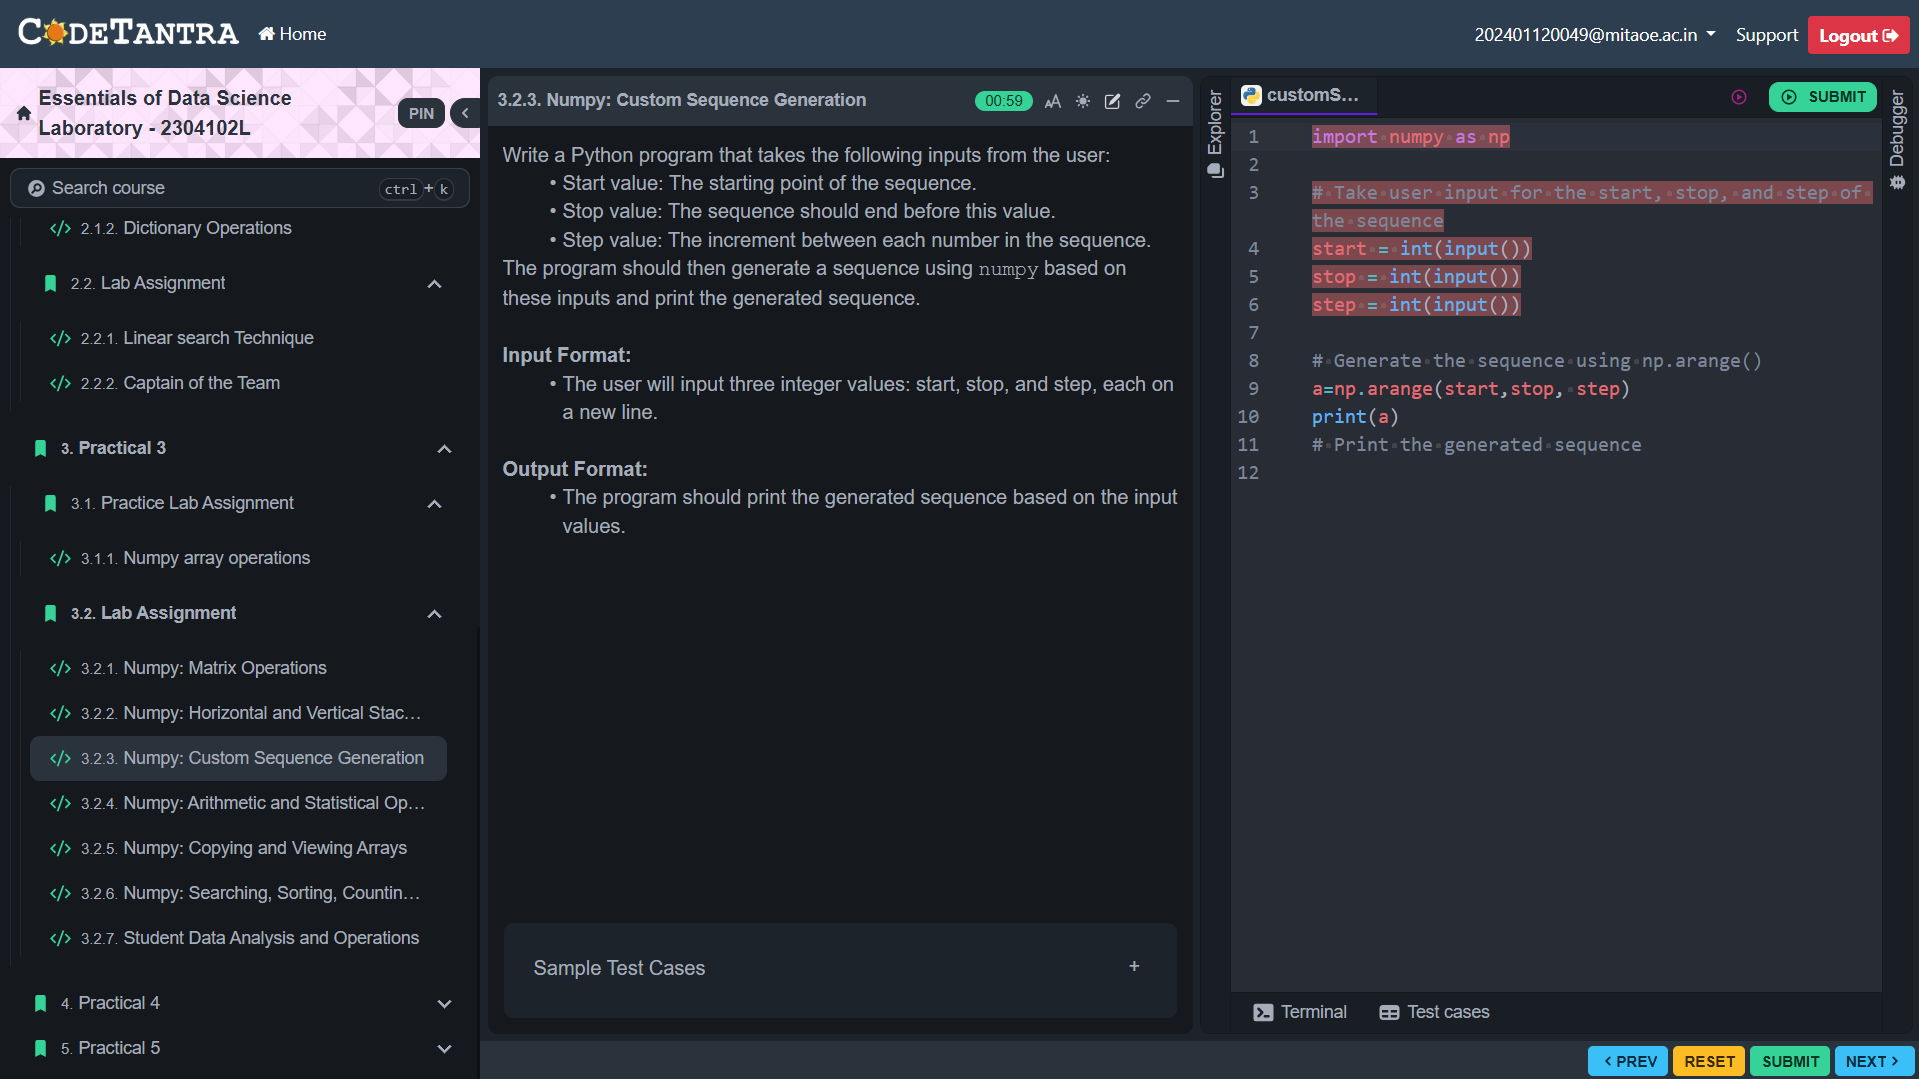 CODETANTRA
Home
202401120049@mitaoe.ac.in
Support
Logout
Essentials of Data Science
Laboratory - 2304102L
PIN
Search course
ctrl + k
2.1.2. Dictionary Operations
2.2. Lab Assignment
2.2.1. Linear search Technique
2.2.2. Captain of the Team
3. Practical 3
3.1. Practice Lab Assignment
3.1.1. Numpy array operations
3.2. Lab Assignment
3.2.1. Numpy: Matrix Operations
3.2.2. Numpy: Horizontal and Vertical Stac...
3.2.3. Numpy: Custom Sequence Generation
3.2.4. Numpy: Arithmetic and Statistical Op...
3.2.5. Numpy: Copying and Viewing Arrays
3.2.6. Numpy: Searching, Sorting, Countin...
3.2.7. Student Data Analysis and Operations
4. Practical 4
5. Practical 5
3.2.3. Numpy: Custom Sequence Generation
00:59
AA
Write a Python program that takes the following inputs from the user:
• Start value: The starting point of the sequence.
• Stop value: The sequence should end before this value.
• Step value: The increment between each number in the sequence.
The program should then generate a sequence using numpy based on
these inputs and print the generated sequence.
Input Format:
• The user will input three integer values: start, stop, and step, each on
a new line.
Output Format:
• The program should print the generated sequence based on the input
values.
Sample Test Cases
+
Explorer
customS...
SUBMIT
Debugger
1 import numpy as np
2
3 # Take user input for the start, stop, and step of
the sequence
4 start = int(input())
5 stop = int(input())
6 step = int(input())
7
8 # Generate the sequence using np.arange()
9 a=np.arange(start,stop, step)
10 print(a)
11 # Print the generated sequence
12
Terminal
Test cases
< PREV
RESET
SUBMIT
NEXT >